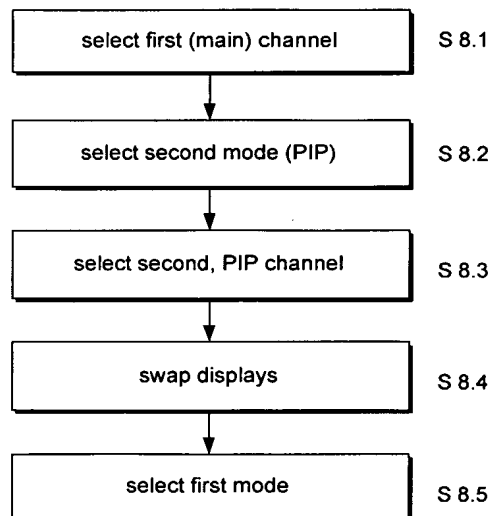 select first (main) channel S 8.1
select second mode (PIP) S 8.2
select second, PIP channel S 8.3
swap displays S 8.4
select first mode S 8.5